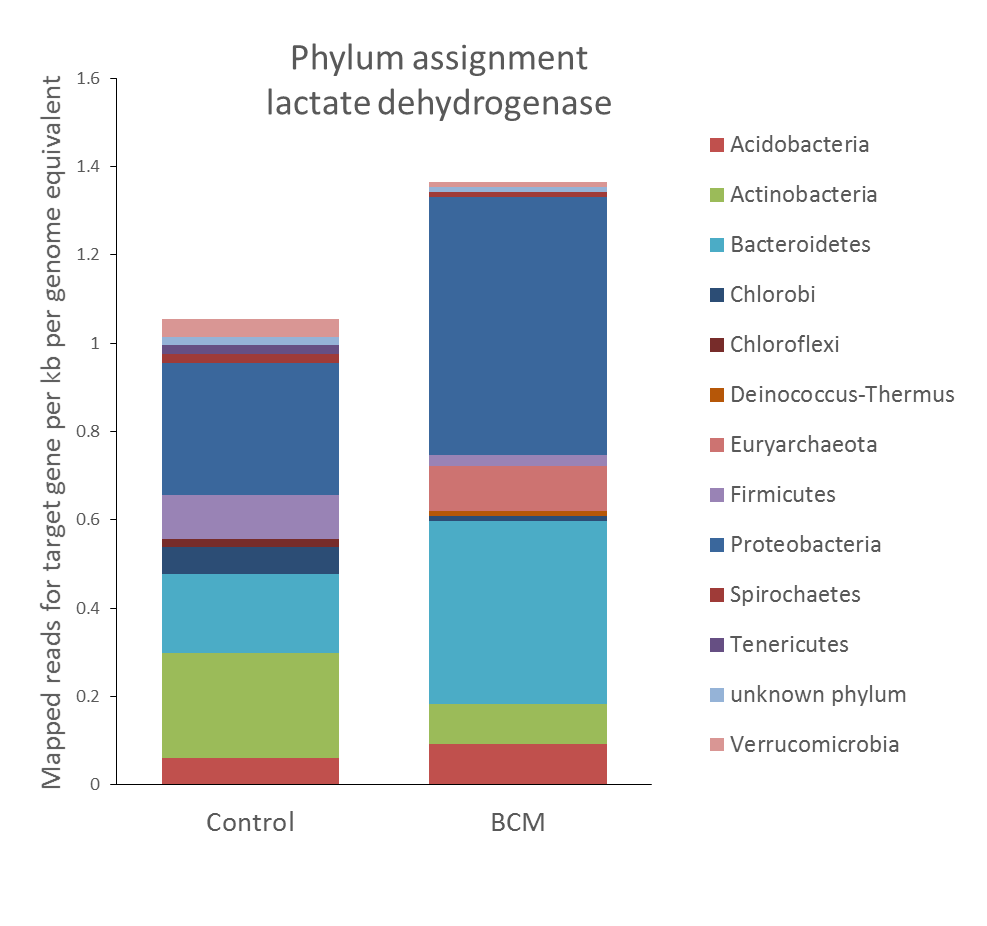 Phylum assignment
lactate dehydrogenase
Mapped reads for target gene per kb per genome equivalent
1.6
1.4
1.2
1
0.8
0.6
0.4
0.2
0
Control
BCM
Acidobacteria
Actinobacteria
Bacteroidetes
Chlorobi
Chloroflexi
Deinococcus-Thermus
Euryarchaeota
Firmicutes
Proteobacteria
Spirochaetes
Tenericutes
unknown phylum
Verrucomicrobia